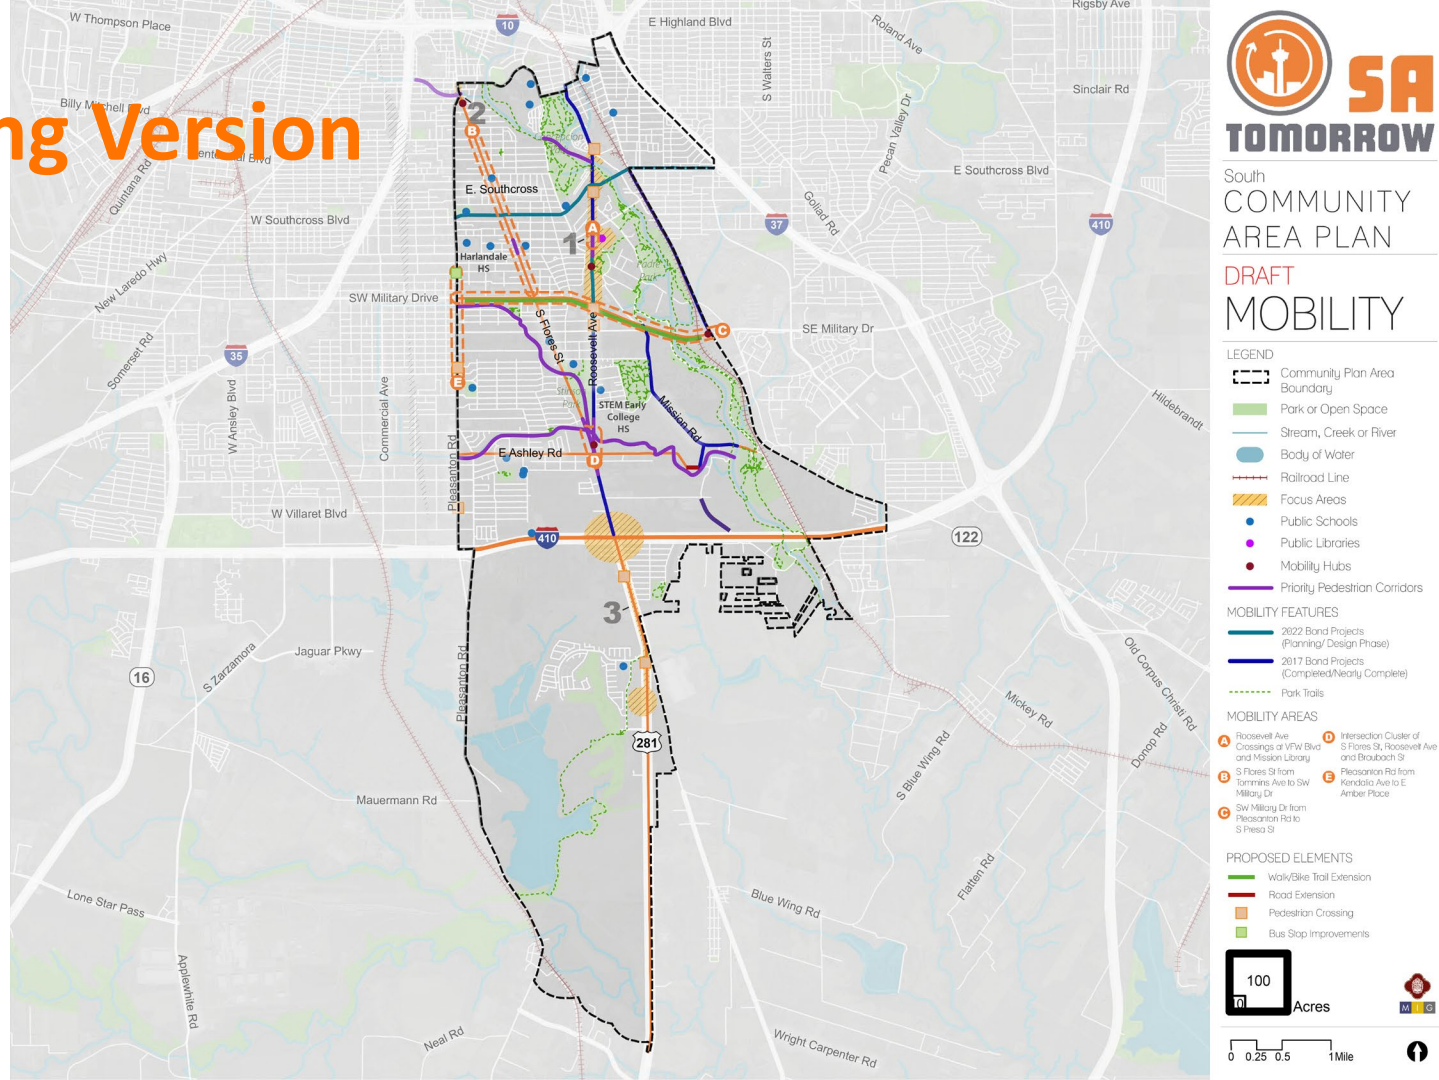 W Thompson Place
10
E Highland Blvd
Rigsby Ave
Roland Ave
S Walters St
Sinclair Rd
Billy Mitchell Blvd
ng Version
2
B
Pecan Valley Dr
Quintana Rd
E. Southcross
E Southcross Blvd
W Southcross Blvd
Goliad Rd
37
410
A
1
Harlandale
HS
New Laredo Hwy
SW Military Drive
S Flores St
Roosevelt Ave
C
SE Military Dr
Somerset Rd
35
E
W Ansley Blvd
Commercial Ave
STEM Early
College
HS
Mission Rd
Hildebrandt
Pleasanton Rd
E Ashley Rd
D
W Villaret Blvd
410
122
3
Jaguar Pkwy
S Zarzamora
16
Pleasanton Rd
Old Corpus Christi Rd
Mickey Rd
Donop Rd
281
S Blue Wing Rd
Mauermann Rd
Flatten Rd
Lone Star Pass
Blue Wing Rd
Applewhite Rd
Neal Rd
Wright Carpenter Rd
SA
TOMORROW
South
COMMUNITY
AREA PLAN
DRAFT
MOBILITY
LEGEND
Community Plan Area
Boundary
Park or Open Space
Stream, Creek or River
Body of Water
Railroad Line
Focus Areas
Public Schools
Public Libraries
Mobility Hubs
Priority Pedestrian Corridors
MOBILITY FEATURES
2022 Bond Projects
(Planning/ Design Phase)
2017 Bond Projects
(Completed/Nearly Complete)
Park Trails
MOBILITY AREAS
A Roosevelt Ave
Crossings at VFW Blvd
and Mission Library
B S Flores St from
Tommins Ave to SW
Military Dr
C SW Military Dr from
Pleasanton Rd to
S Presa St
D Intersection Cluster of
S Flores St, Roosevelt Ave
and Braubach St
E Pleasanton Rd from
Kendalia Ave to E
Amber Place
PROPOSED ELEMENTS
Walk/Bike Trail Extension
Road Extension
Pedestrian Crossing
Bus Stop Improvements
100
10
Acres
M I G
0 0.25 0.5 1 Mile